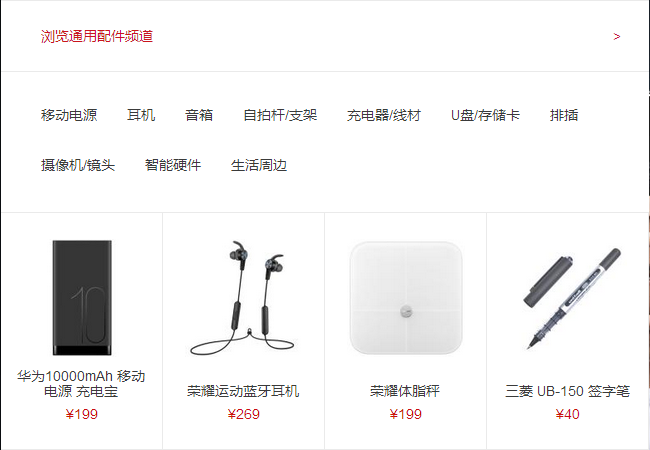 浏览通用配件频道 >
移动电源 耳机 音箱 自拍杆/支架 充电器/线材 U盘/存储卡 排插
摄像机/镜头 智能硬件 生活周边
10
华为10000mAh 移动
电源 充电宝
¥199
荣耀运动蓝牙耳机
¥269
荣耀体脂秤
¥199
三菱 UB-150 签字笔
¥40